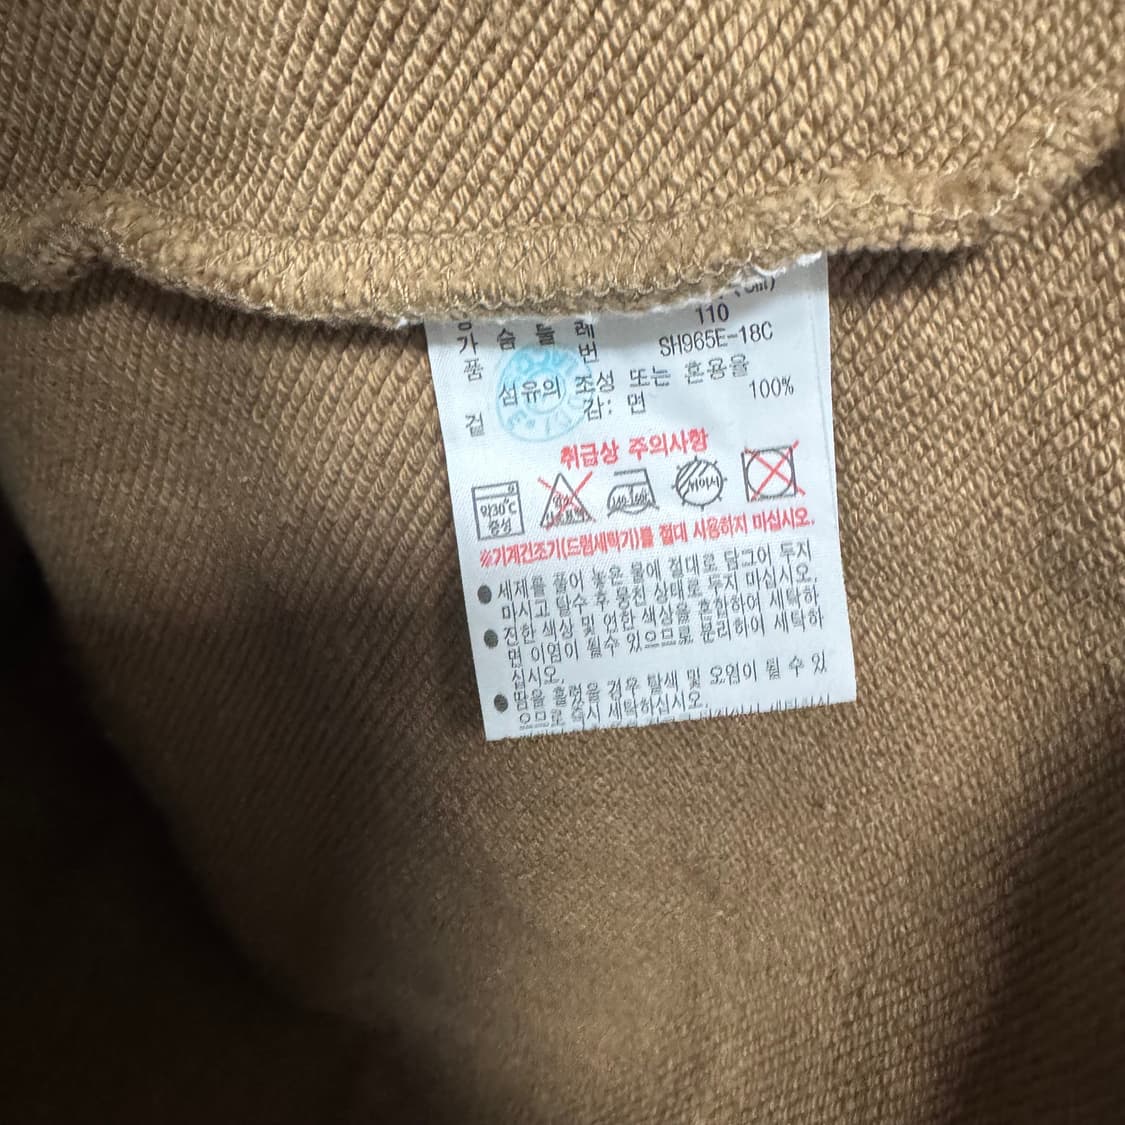 (cm)
가슴둘레 110
품 번 SH965E-18C
섬유의 조성 또는 혼용율
겉감: 면 100%
취급상 주의사항
약30℃
중성
※기계건조기(드럼세탁기)를 절대 사용하지 마십시오.
● 세제를 풀어 놓은 물에 절대로 담그어 두지
마시고 탈수 후 뭉친 상태로 두지 마십시오.
● 진한 색상 및 연한 색상을 혼합하여 세탁하
면 이염이 될수 있으므로 분리하여 세탁하
십시오.
● 땀을 흘렸을 경우 탈색 및 오염이 될 수 있
으므로 즉시 세탁하십시오.